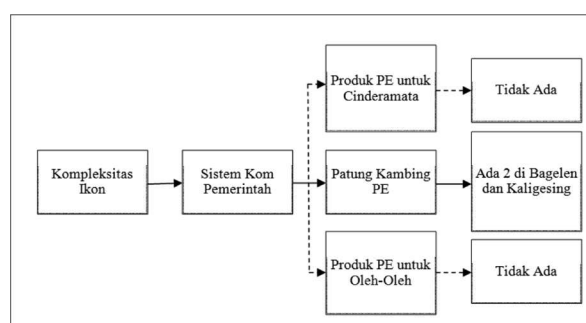 Produk PE untuk
Cinderamata
Tidak Ada
Kompleksitas
Ikon
Sistem Kom
Pemerintah
Patung Kambing
PE
Ada 2 di Bagelen
dan Kaligesing
Produk PE untuk
Oleh-Oleh
Tidak Ada